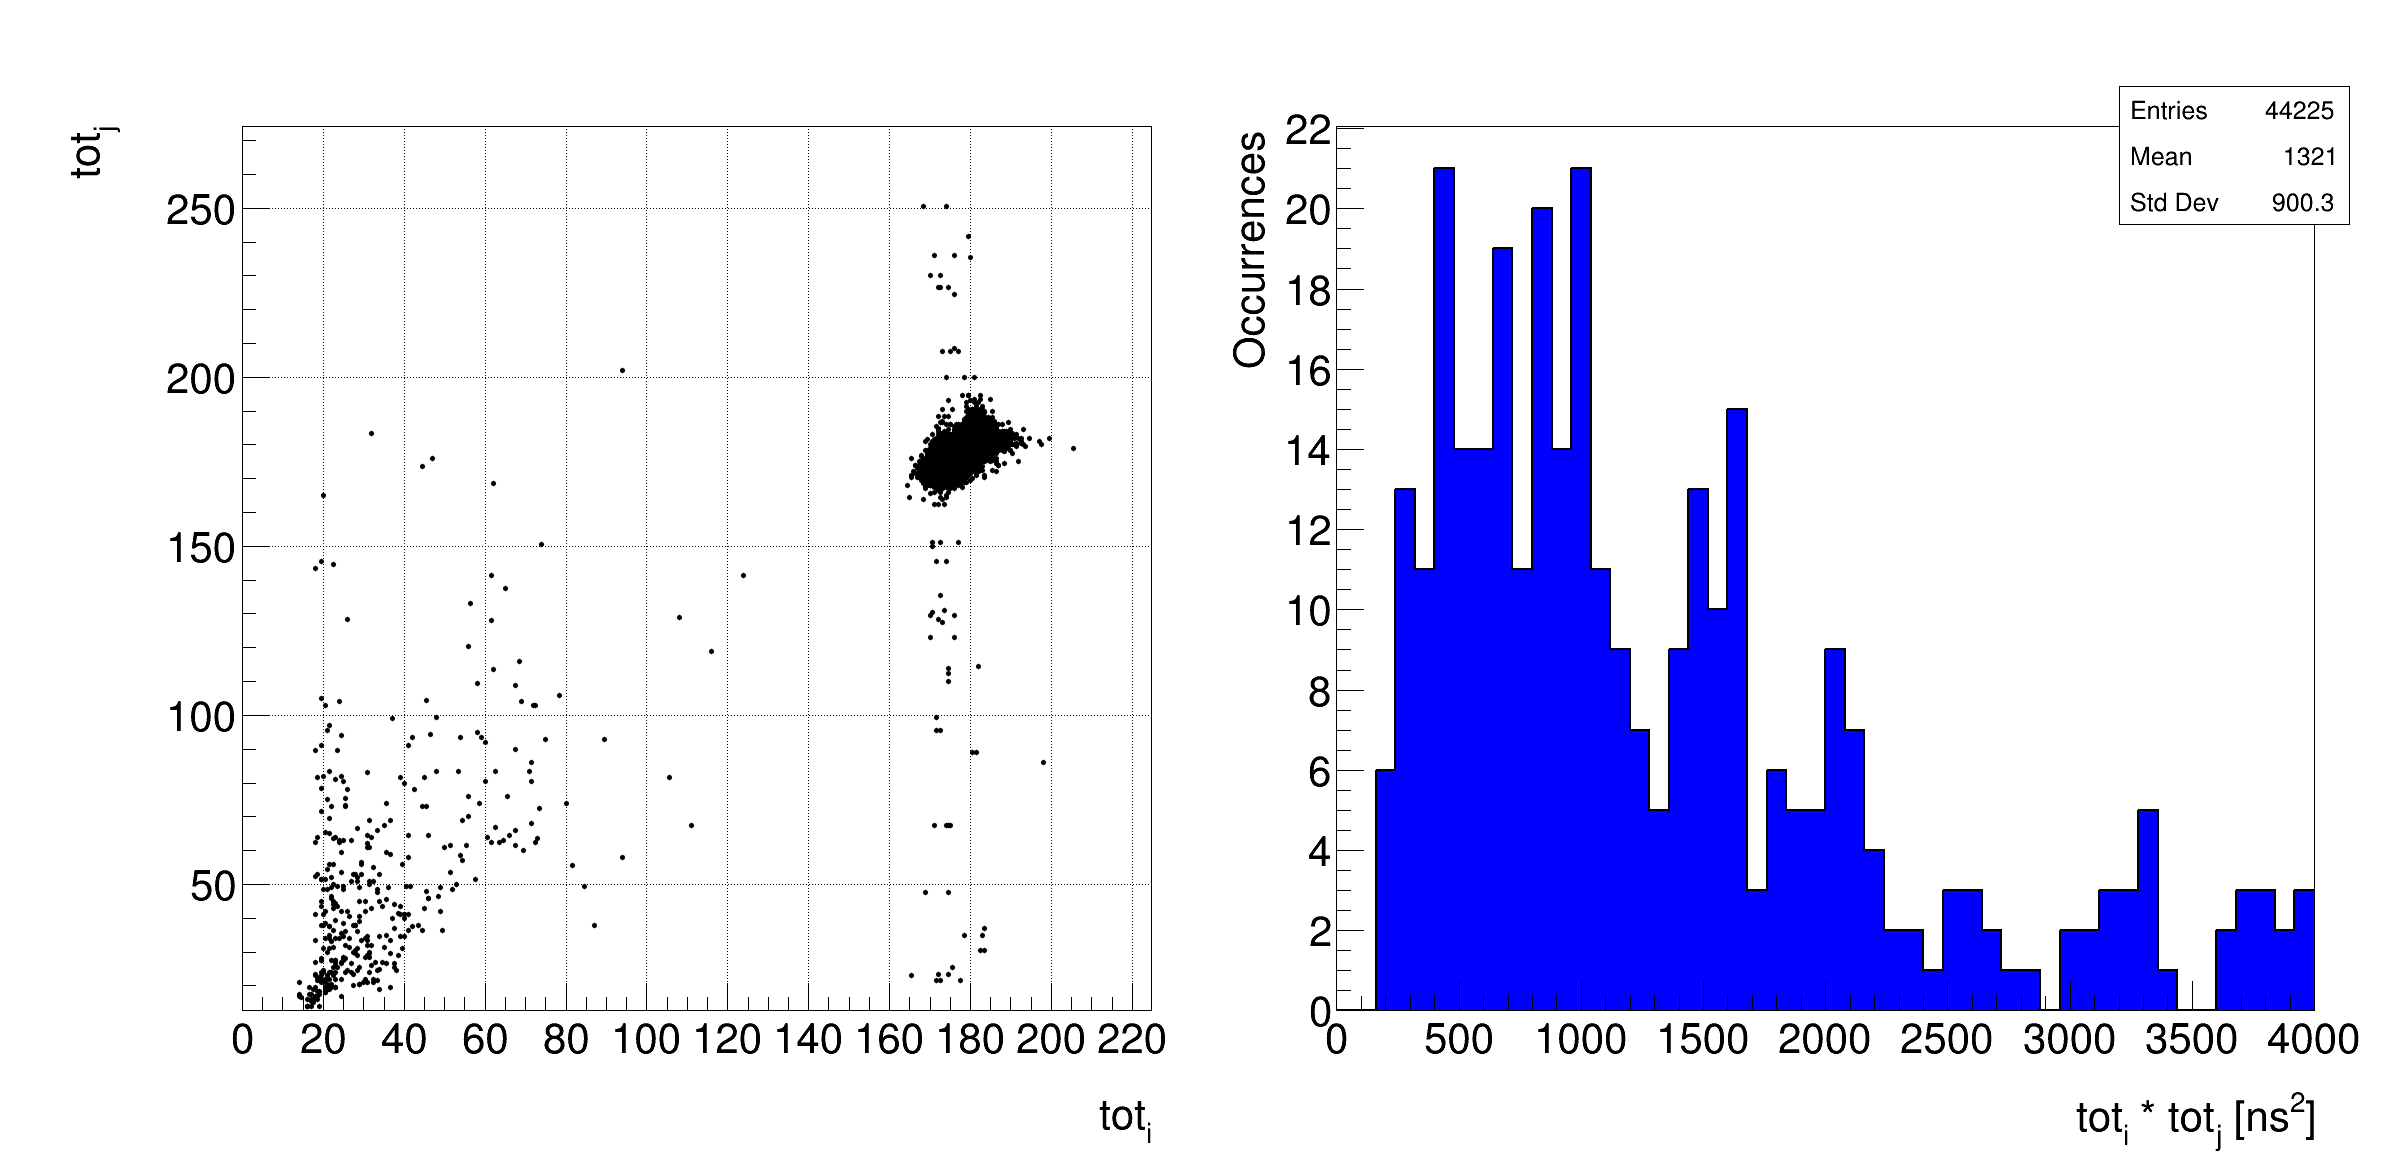 tot_j
250
200
150
100
50
0 20 40 60 80 100 120 140 160 180 200 220
tot_i
Occurrences
22
20
18
16
14
12
10
8
6
4
2
0
0 500 1000 1500 2000 2500 3000 3500 4000
tot_i * tot_j [ns²]
Entries 44225
Mean 1321
Std Dev 900.3